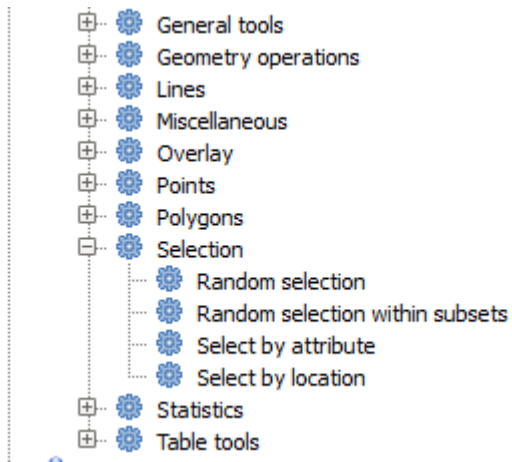 General tools
Geometry operations
Lines
Miscellaneous
Overlay
Points
Polygons
Selection
Random selection
Random selection within subsets
Select by attribute
Select by location
Statistics
Table tools